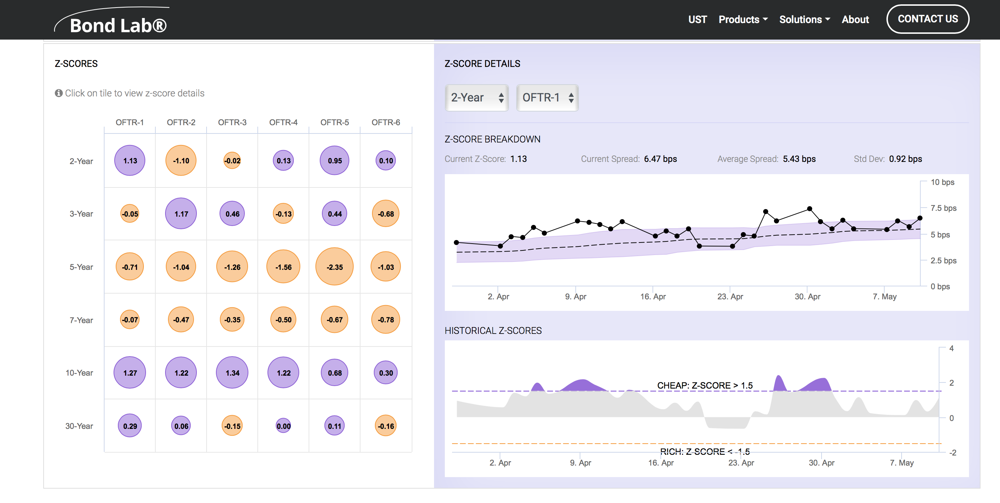 Bond Lab®
UST Products Solutions About CONTACT US
Z-SCORES
Click on tile to view z-score details
OFTR-1 OFTR-2 OFTR-3 OFTR-4 OFTR-5 OFTR-6
2-Year 1.13 -1.10 -0.02 0.13 0.95 0.10
3-Year -0.05 1.17 0.46 -0.13 0.44 -0.68
5-Year -0.71 -1.04 -1.26 -1.56 -2.35 -1.03
7-Year -0.07 -0.47 -0.35 -0.50 -0.67 -0.78
10-Year 1.27 1.22 1.34 1.22 0.68 0.30
30-Year 0.29 0.06 -0.15 0.00 0.11 -0.16
Z-SCORE DETAILS
2-Year OFTR-1
Z-SCORE BREAKDOWN
Current Z-Score: 1.13 Current Spread: 6.47 bps Average Spread: 5.43 bps Std Dev: 0.92 bps
10 bps
7.5 bps
5 bps
2.5 bps
0 bps
2. Apr 9. Apr 16. Apr 23. Apr 30. Apr 7. May
HISTORICAL Z-SCORES
4
2
CHEAP: Z-SCORE > 1.5
0
RICH: Z-SCORE < -1.5
-2
2. Apr 9. Apr 16. Apr 23. Apr 30. Apr 7. May